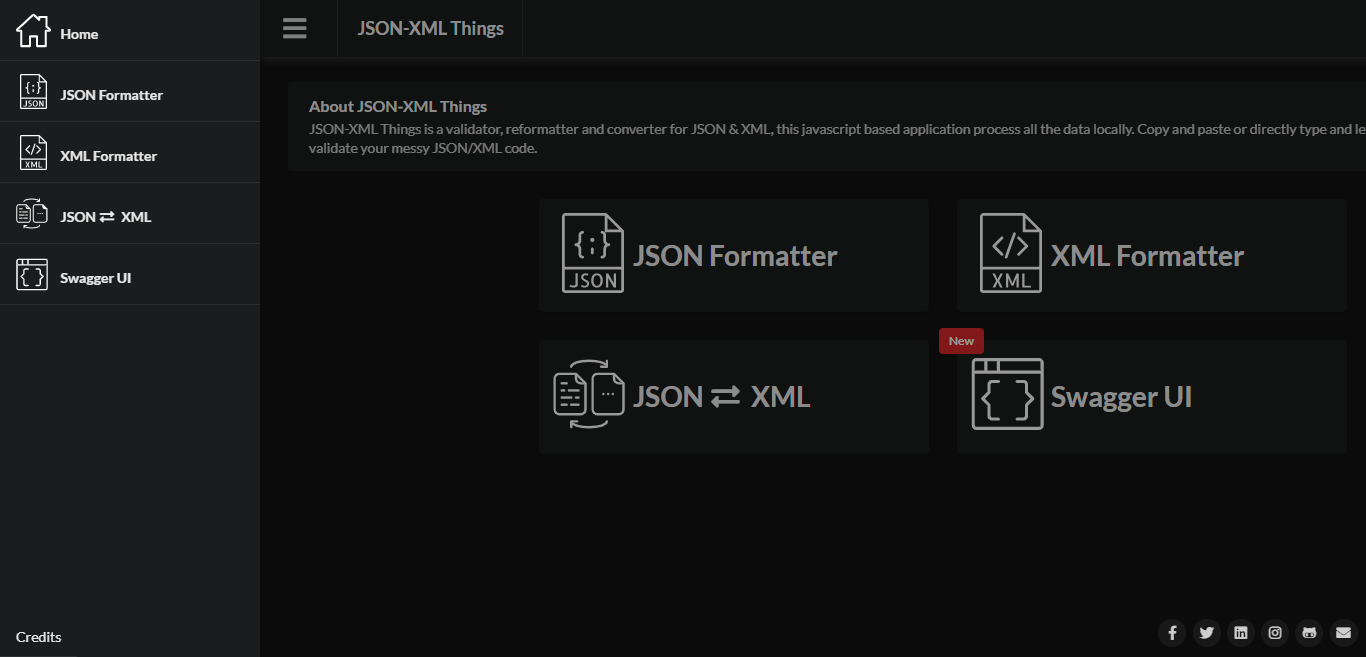 Home
JSON Formatter
XML Formatter
JSON ⇄ XML
Swagger UI
Credits
JSON-XML Things
About JSON-XML Things
JSON-XML Things is a validator, reformatter and converter for JSON & XML, this javascript based application process all the data locally. Copy and paste or directly type and le
validate your messy JSON/XML code.
JSON
JSON Formatter
XML
XML Formatter
JSON ⇄ XML
New
Swagger UI